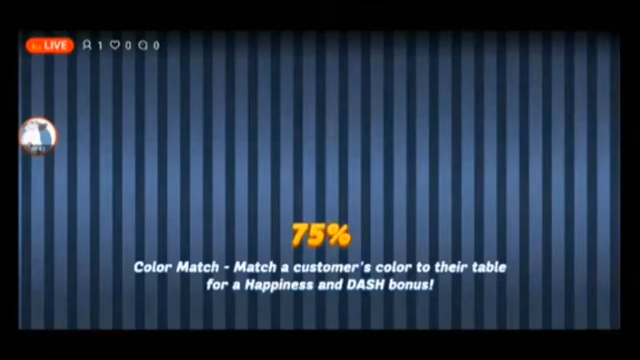 LIVE 1 0 0
75%
Color Match - Match a customer's color to their table
for a Happiness and DASH bonus!